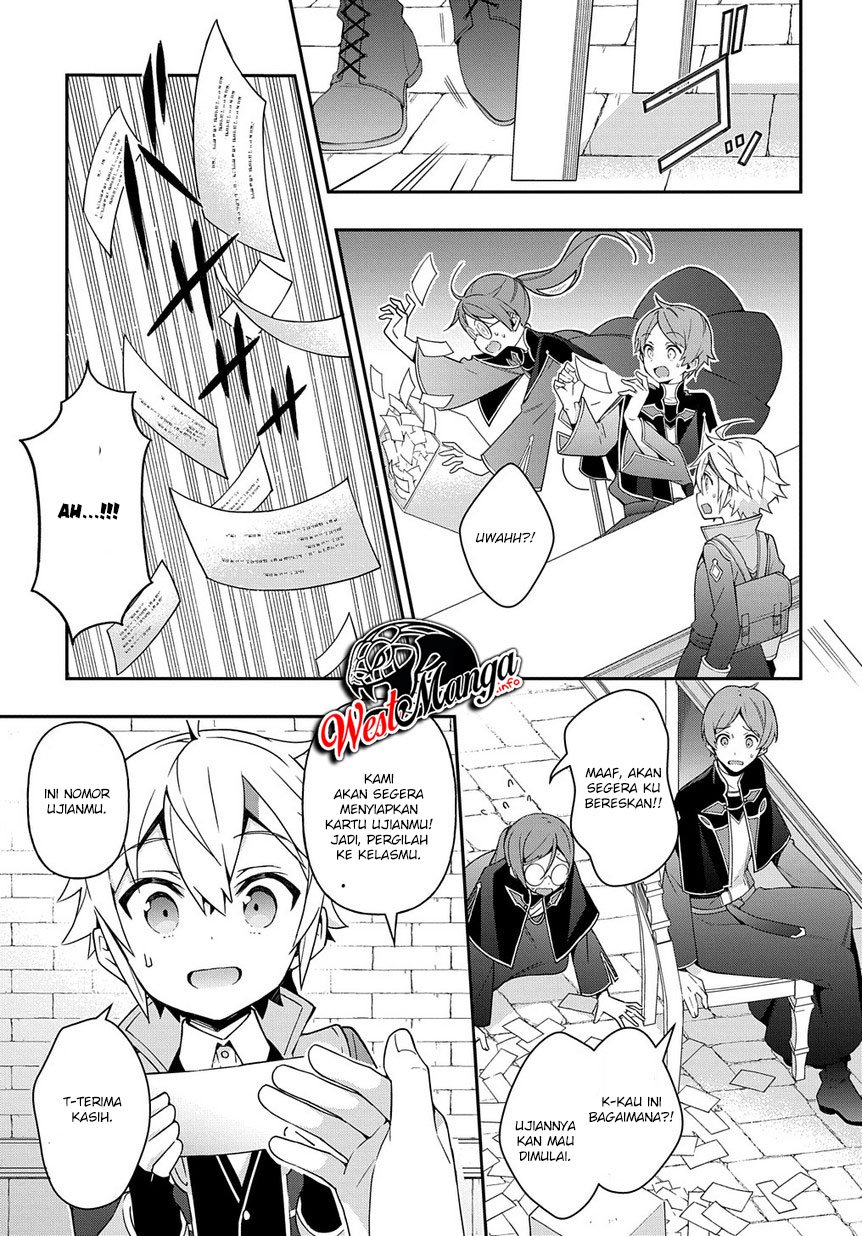 ゴ
UWAHH?!
AH...!!!
MAAF, AKAN
SEGERA KU
BERESKAN!!
K-KAU INI
BAGAIMANA?!
UJIANNYA
KAN MAU
DIMULAI.
KAMI
AKAN SEGERA
MENYIAPKAN
KARTU UJIANMU!
JADI, PERGILAH
KE KELASMU.
INI NOMOR
UJIANMU.
T-TERIMA
KASIH.
WestManga
.info